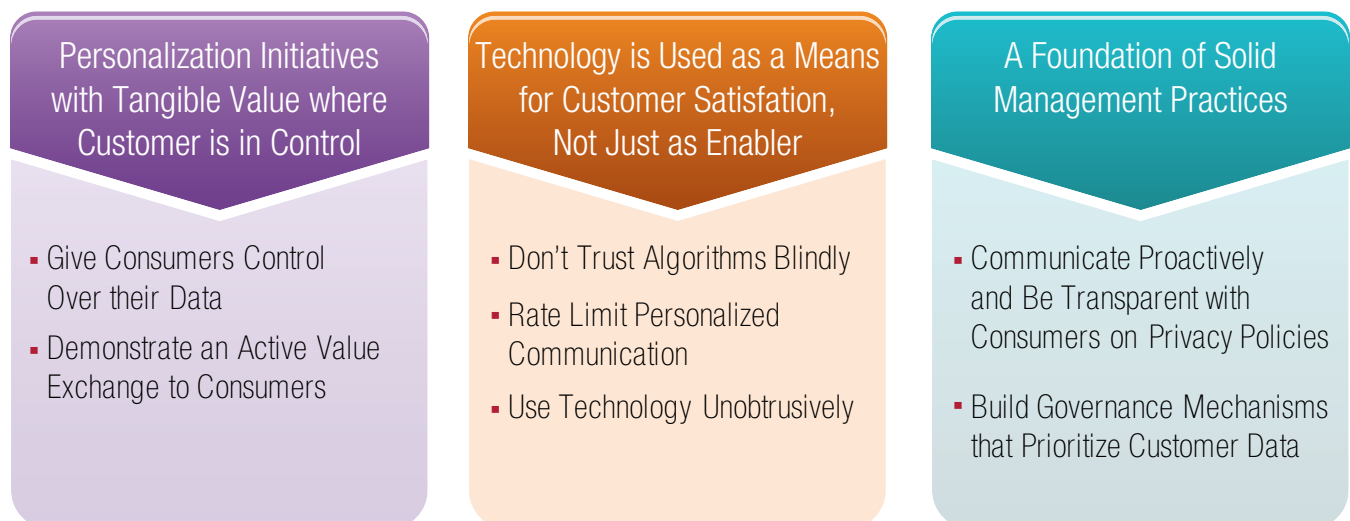 Personalization Initiatives
with Tangible Value where
Customer is in Control
▪ Give Consumers Control
Over their Data
▪ Demonstrate an Active Value
Exchange to Consumers
Technology is Used as a Means
for Customer Satisfation,
Not Just as Enabler
▪ Don’t Trust Algorithms Blindly
▪ Rate Limit Personalized
Communication
▪ Use Technology Unobtrusively
A Foundation of Solid
Management Practices
▪ Communicate Proactively
and Be Transparent with
Consumers on Privacy Policies
▪ Build Governance Mechanisms
that Prioritize Customer Data